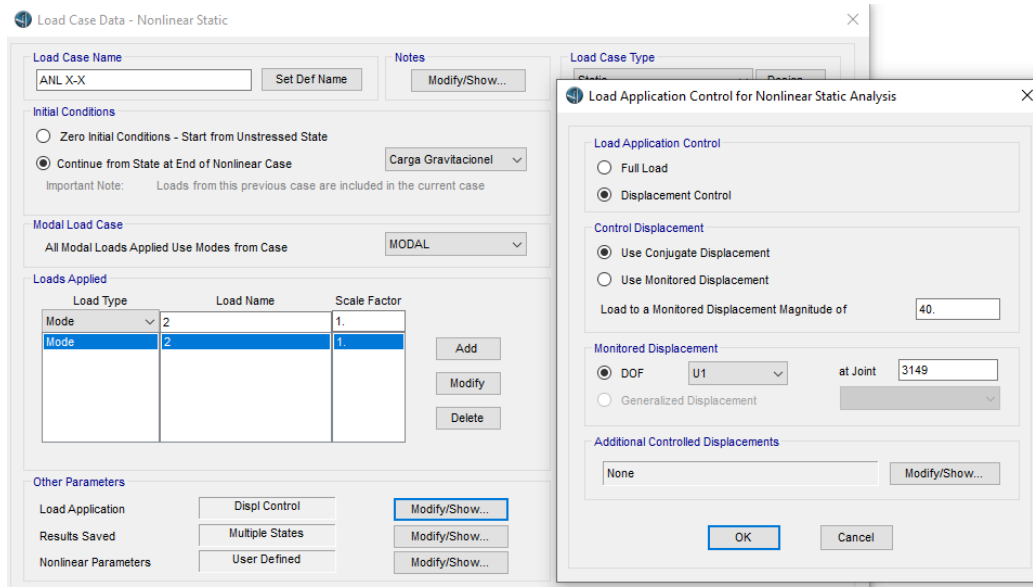 Load Case Data - Nonlinear Static
Load Case Name
ANL X-X
Set Def Name
Notes
Modify/Show...
Load Case Type
Static
Design...
Initial Conditions
Zero Initial Conditions - Start from Unstressed State
Continue from State at End of Nonlinear Case
Carga Gravitacionel
Important Note: Loads from this previous case are included in the current case
Modal Load Case
All Modal Loads Applied Use Modes from Case
MODAL
Loads Applied
Load Type Load Name Scale Factor
Mode 2 1.
Mode 2 1.
Add
Modify
Delete
Other Parameters
Load Application Displ Control Modify/Show...
Results Saved Multiple States Modify/Show...
Nonlinear Parameters User Defined Modify/Show...
Load Application Control for Nonlinear Static Analysis
Load Application Control
Full Load
Displacement Control
Control Displacement
Use Conjugate Displacement
Use Monitored Displacement
Load to a Monitored Displacement Magnitude of 40.
Monitored Displacement
DOF U1 at Joint 3149
Generalized Displacement
Additional Controlled Displacements
None Modify/Show...
OK Cancel